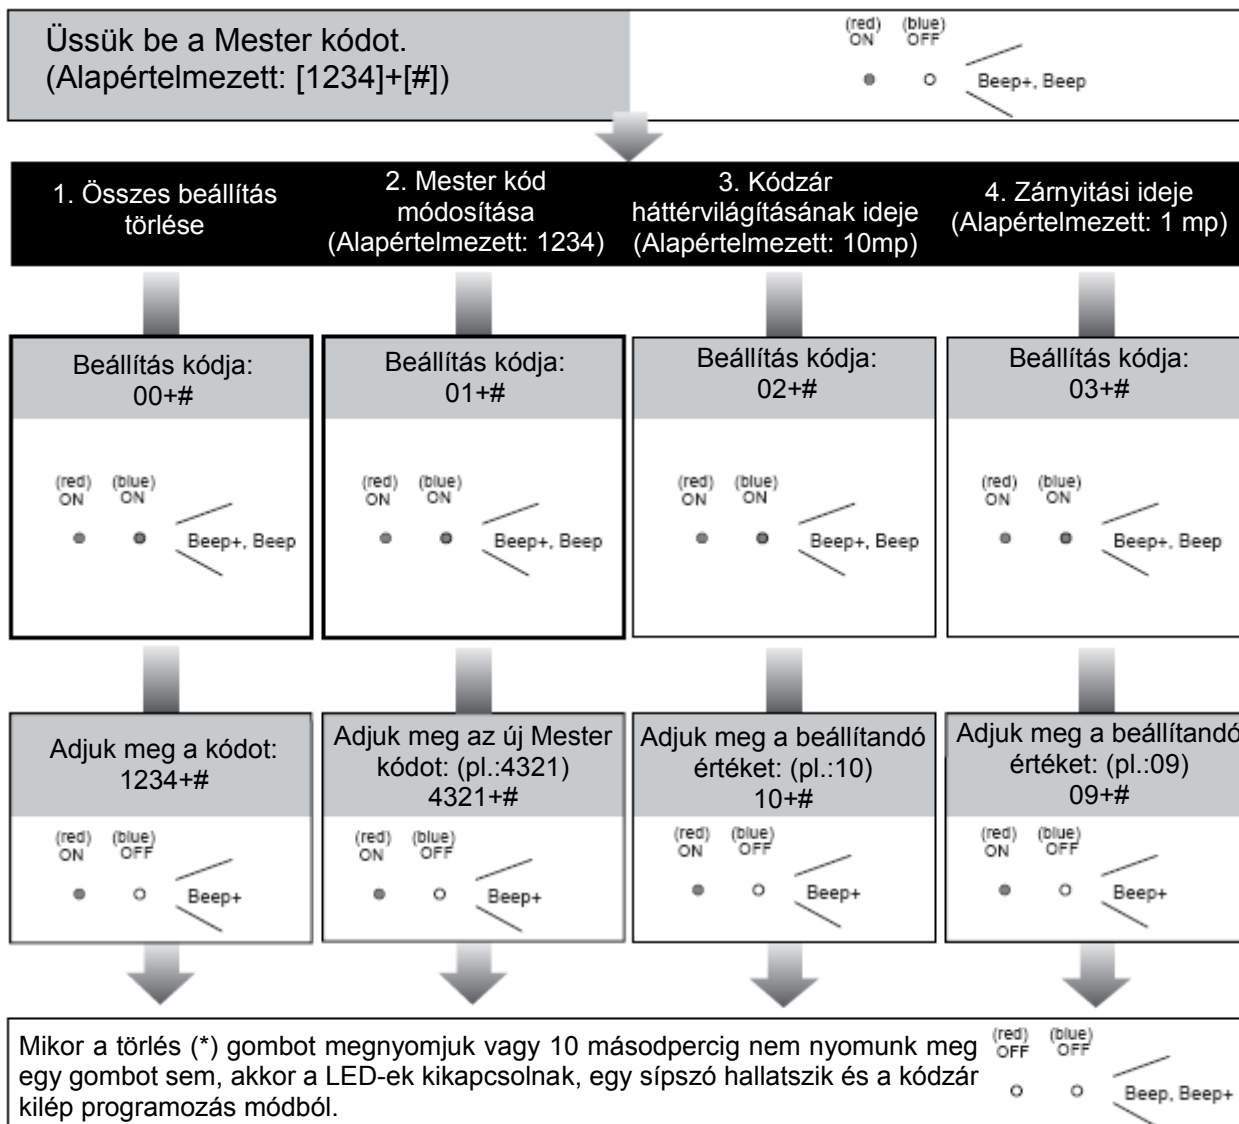 Üssük be a Mester kódot.
(Alapértelmezett: [1234]+[#])
(red) (blue)
ON OFF
Beep+, Beep
1. Összes beállítás
törlése
2. Mester kód
módosítása
(Alapértelmezett: 1234)
3. Kódzár
háttérvilágításának ideje
(Alapértelmezett: 10mp)
4. Zárnyitási ideje
(Alapértelmezett: 1 mp)
Beállítás kódja:
00+#
(red) (blue)
ON ON
Beep+, Beep
Beállítás kódja:
01+#
(red) (blue)
ON ON
Beep+, Beep
Beállítás kódja:
02+#
(red) (blue)
ON ON
Beep+, Beep
Beállítás kódja:
03+#
(red) (blue)
ON ON
Beep+, Beep
Adjuk meg a kódot:
1234+#
(red) (blue)
ON OFF
Beep+
Adjuk meg az új Mester
kódot: (pl.:4321)
4321+#
(red) (blue)
ON OFF
Beep+
Adjuk meg a beállítandó
értéket: (pl.:10)
10+#
(red) (blue)
ON OFF
Beep+
Adjuk meg a beállítandó
értéket: (pl.:09)
09+#
(red) (blue)
ON OFF
Beep+
Mikor a törlés (*) gombot megnyomjuk vagy 10 másodpercig nem nyomunk meg
egy gombot sem, akkor a LED-ek kikapcsolnak, egy sípszó hallatszik és a kódzár
kilép programozás módból.
(red) (blue)
OFF OFF
Beep, Beep+